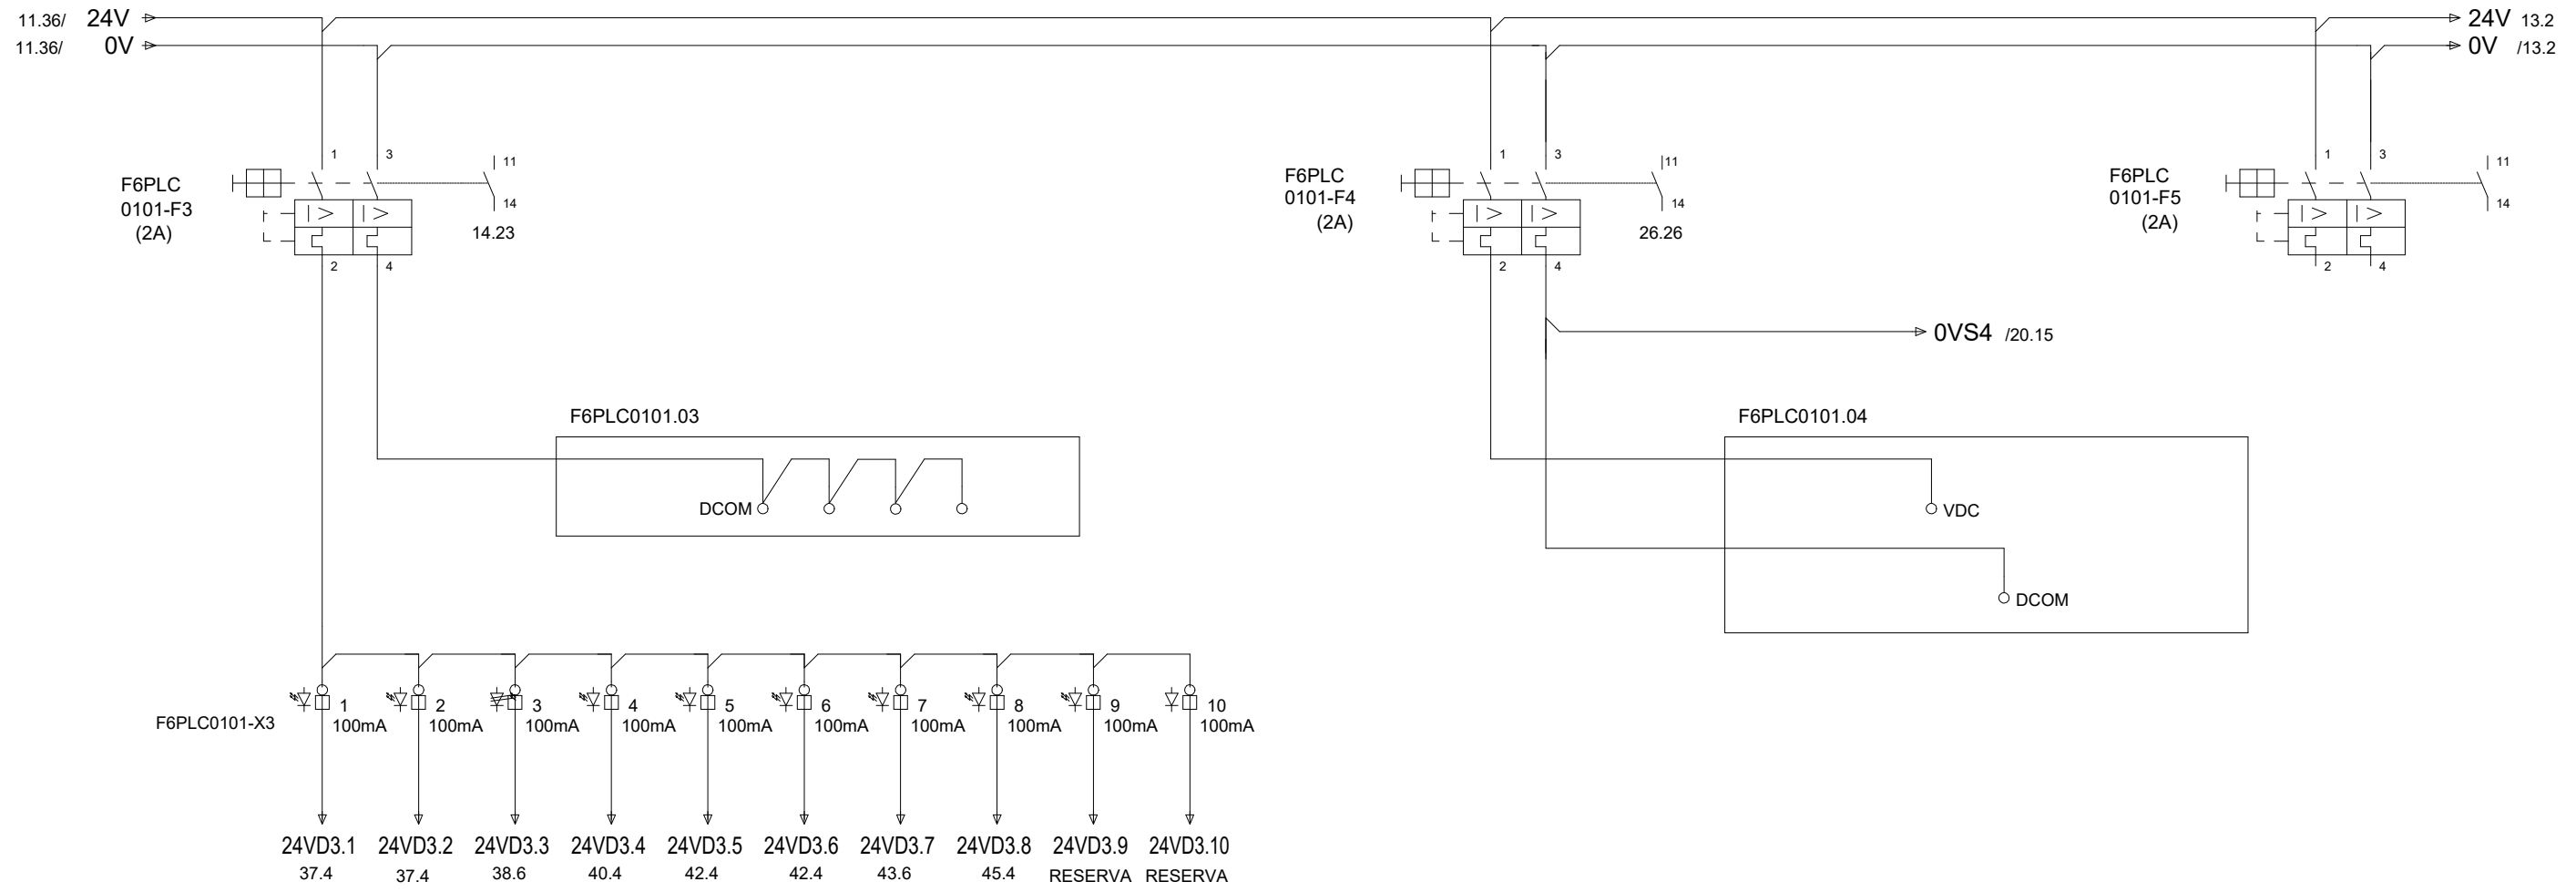 11.36/ 24V
11.36/ 0V
24V 13.2
0V /13.2
F6PLC
0101-F3
(2A)
1 3
11
14
2 4
14.23
F6PLC
0101-F4
(2A)
1 3
11
14
2 4
26.26
F6PLC
0101-F5
(2A)
1 3
11
14
2 4
0VS4 /20.15
F6PLC0101.03
DCOM
F6PLC0101.04
VDC
DCOM
F6PLC0101-X3
1 2 3 4 5 6 7 8 9 10
100mA 100mA 100mA 100mA 100mA 100mA 100mA 100mA 100mA 100mA
24VD3.1 24VD3.2 24VD3.3 24VD3.4 24VD3.5 24VD3.6 24VD3.7 24VD3.8 24VD3.9 24VD3.10
37.4 37.4 38.6 40.4 42.4 42.4 43.6 45.4 RESERVA RESERVA